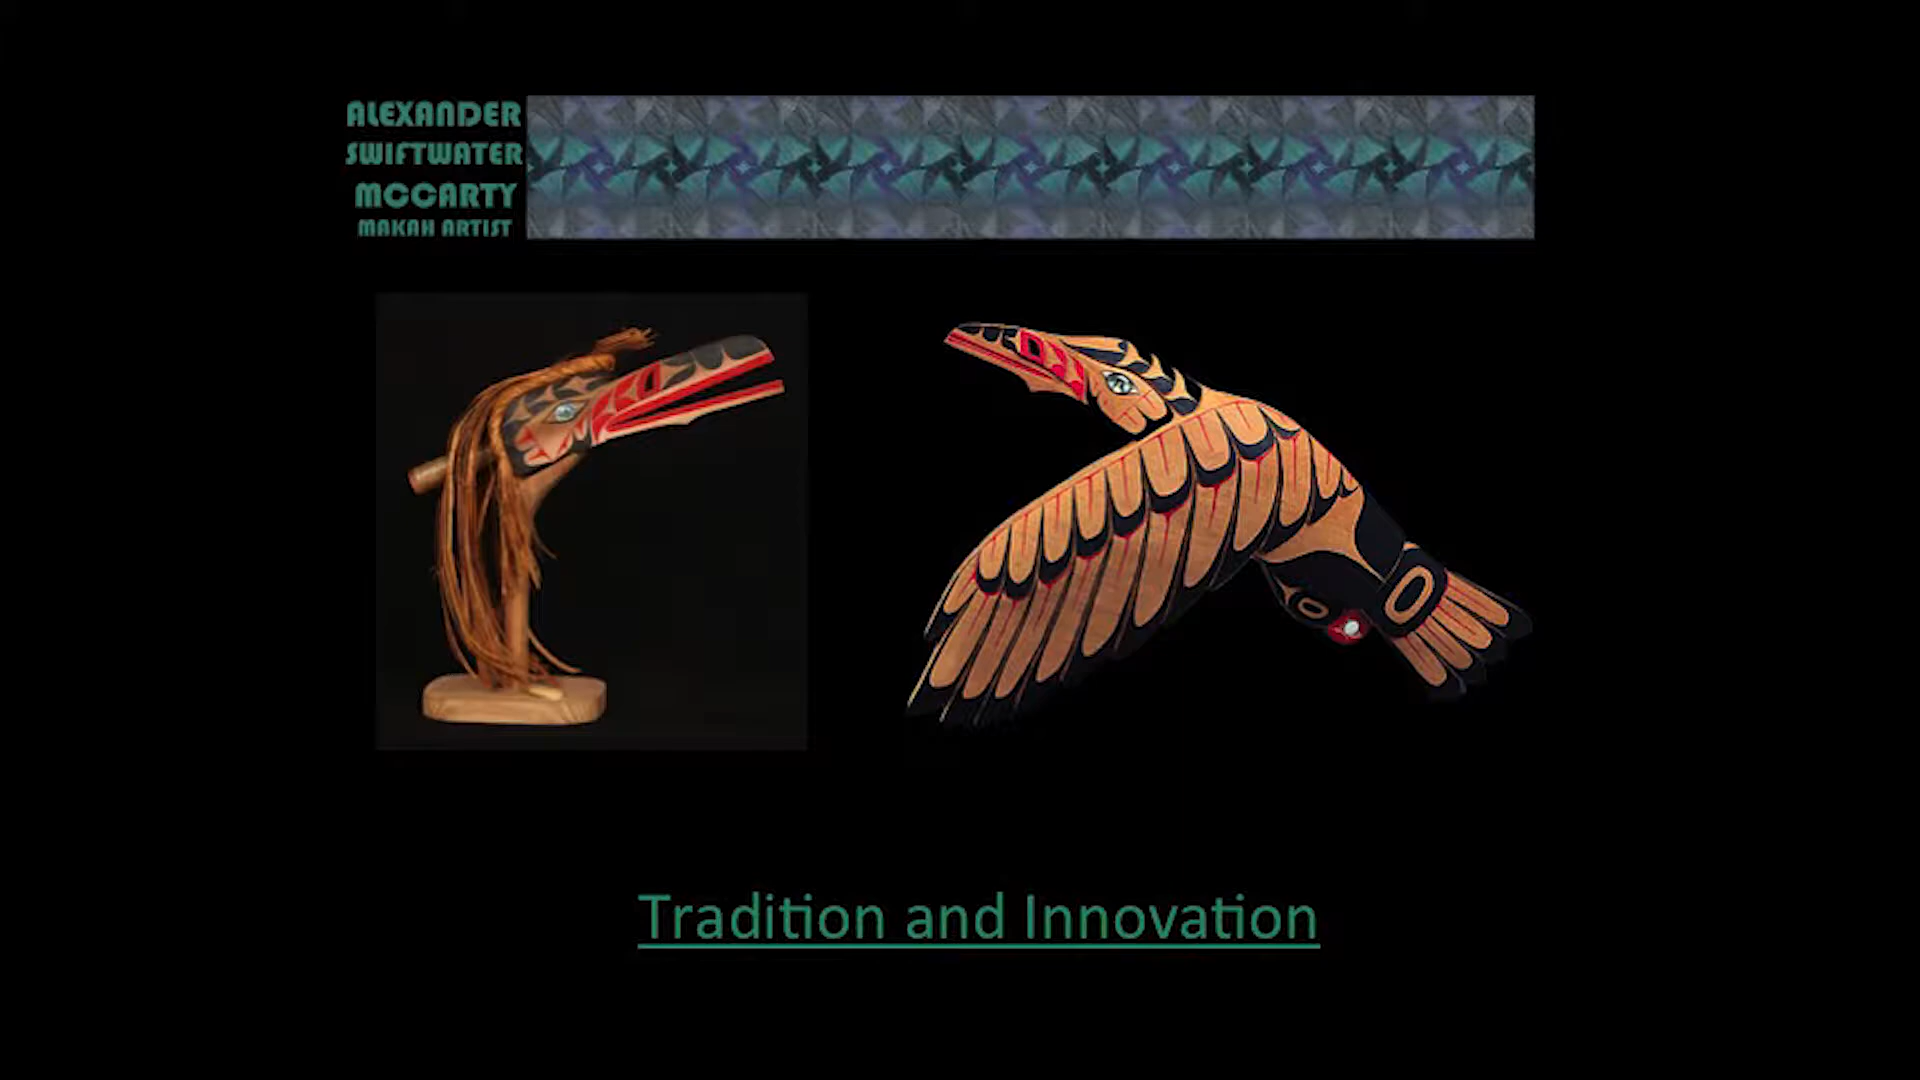 ALEXANDER
SWIFTWATER
MCCARTY
MAKAH ARTIST
Tradition and Innovation